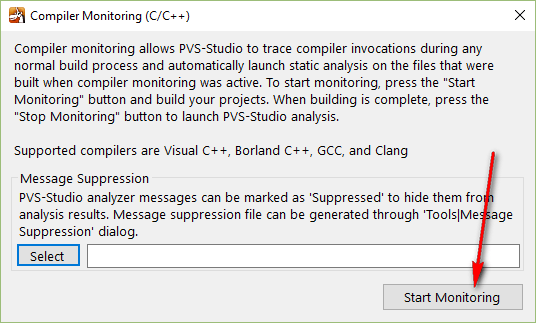 Compiler Monitoring (C/C++)
Compiler monitoring allows PVS-Studio to trace compiler invocations during any
normal build process and automatically launch static analysis on the files that were
built when compiler monitoring was active. To start monitoring, press the "Start
Monitoring" button and build your projects. When building is complete, press the
"Stop Monitoring" button to launch PVS-Studio analysis.
Supported compilers are Visual C++, Borland C++, GCC, and Clang
Message Suppression
PVS-Studio analyzer messages can be marked as 'Suppressed' to hide them from
analysis results. Message suppression file can be generated through 'Tools|Message
Suppression' dialog.
Select
Start Monitoring